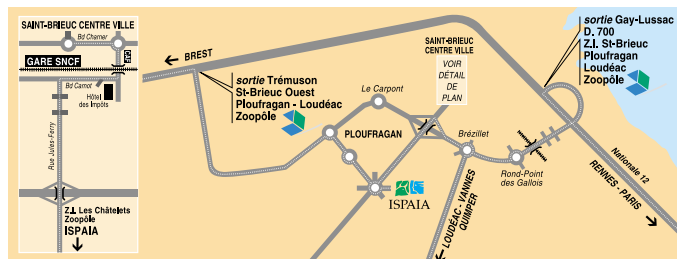 SAINT-BRIEUC CENTRE VILLE
Bd Charner
GARE SNCF
Bd Carnot
Hôtel
des Impôts
Rue Jules-Ferry
Z.I. Les Châtelets
Zoopôle
ISPAIA
BREST
sortie Trémuson
St-Brieuc Ouest
Ploufragan - Loudéac
Zoopôle
SAINT-BRIEUC
CENTRE VILLE
VOIR
DÉTAIL
DE
PLAN
Le Carpont
PLOUFRAGAN
Brézillet
ISPAIA
LOUDÉAC - VANNES
QUIMPER
Rond-Point
des Gallois
sortie Gay-Lussac
D. 700
Z.I. St-Brieuc
Ploufragan
Loudéac
Zoopôle
Nationale 12
RENNES - PARIS